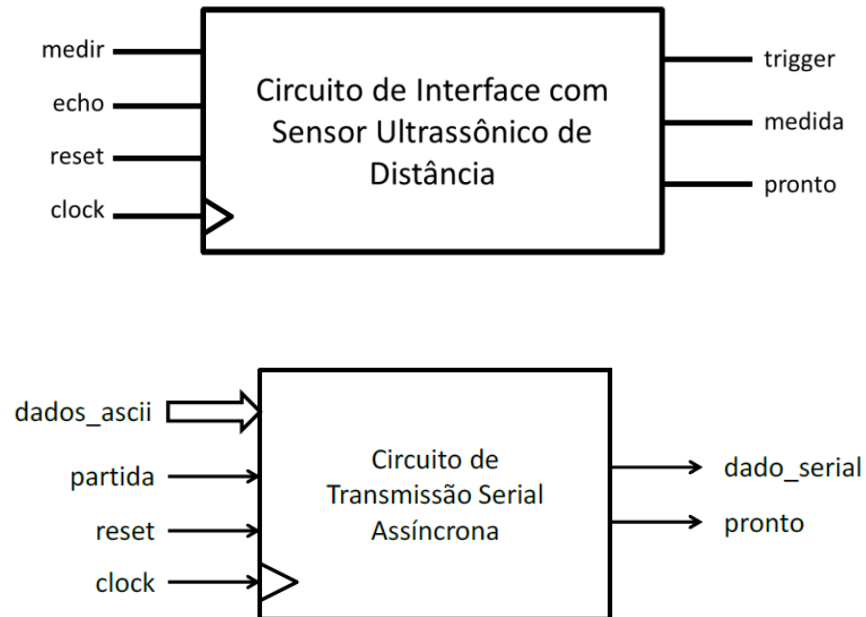 medir
echo
reset
clock
Circuito de Interface com
Sensor Ultrassônico de
Distância
trigger
medida
pronto
dados_ascii
partida
reset
clock
Circuito de
Transmissão Serial
Assíncrona
dado_serial
pronto